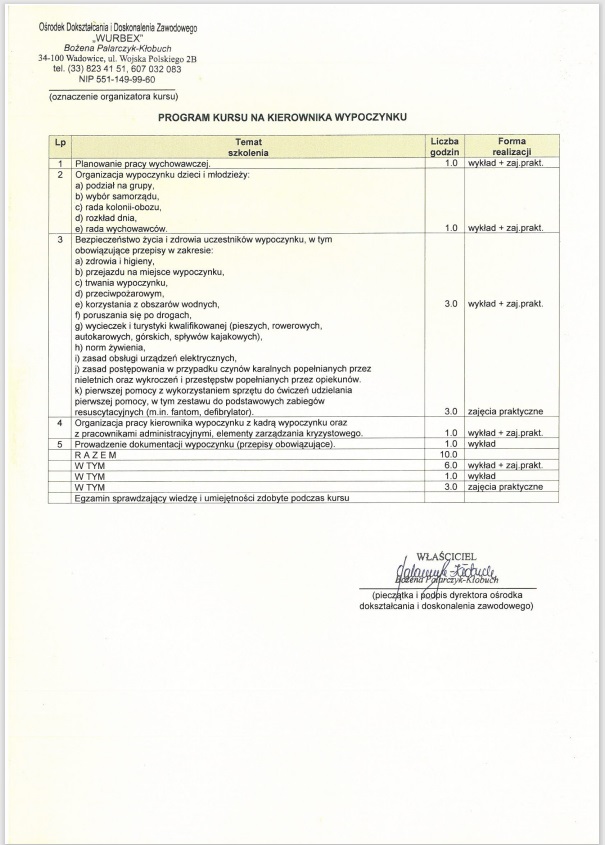 Ośrodek Dokształcania i Doskonalenia Zawodowego
„WURBEX”
Bożena Palarczyk-Kłobuch
34-100 Wadowice, ul. Wojska Polskiego 2B
tel. (33) 823 41 51, 607 032 083
NIP 551-149-99-60
(oznaczenie organizatora kursu)
PROGRAM KURSU NA KIEROWNIKA WYPOCZYNKU
Lp Temat szkolenia Liczba godzin Forma realizacji
1 Planowanie pracy wychowawczej. 1.0 wykład + zaj.prakt.
2 Organizacja wypoczynku dzieci i młodzieży:
a) podział na grupy,
b) wybór samorządu,
c) rada kolonii-obozu,
d) rozkład dnia,
e) rada wychowawców. 1.0 wykład + zaj.prakt.
3 Bezpieczeństwo życia i zdrowia uczestników wypoczynku, w tym
obowiązujące przepisy w zakresie:
a) zdrowia i higieny,
b) przejazdu na miejsce wypoczynku,
c) trwania wypoczynku,
d) przeciwpożarowym,
e) korzystania z obszarów wodnych, 3.0 wykład + zaj.prakt.
f) poruszania się po drogach,
g) wycieczek i turystyki kwalifikowanej (pieszych, rowerowych,
autokarowych, górskich, spływów kajakowych),
h) norm żywienia,
i) zasad obsługi urządzeń elektrycznych,
j) zasad postępowania w przypadku czynów karalnych popełnianych przez
nieletnich oraz wykroczeń i przestępstw popełnianych przez opiekunów.
k) pierwszej pomocy z wykorzystaniem sprzętu do ćwiczeń udzielania
pierwszej pomocy, w tym zestawu do podstawowych zabiegów
resuscytacyjnych (m.in. fantom, defibrylator). 3.0 zajęcia praktyczne
4 Organizacja pracy kierownika wypoczynku z kadrą wypoczynku oraz
z pracownikami administracyjnymi, elementy zarządzania kryzystowego. 1.0 wykład + zaj.prakt.
5 Prowadzenie dokumentacji wypoczynku (przepisy obowiązujące). 1.0 wykład
R A Z E M 10.0
W TYM 6.0 wykład + zaj.prakt.
W TYM 1.0 wykład
W TYM 3.0 zajęcia praktyczne
Egzamin sprawdzający wiedzę i umiejętności zdobyte podczas kursu
WŁAŚCICIEL
Palarczyk-Kłobuch
Bożena Palarczyk-Kłobuch
(pieczątka i podpis dyrektora ośrodka
dokształcania i doskonalenia zawodowego)